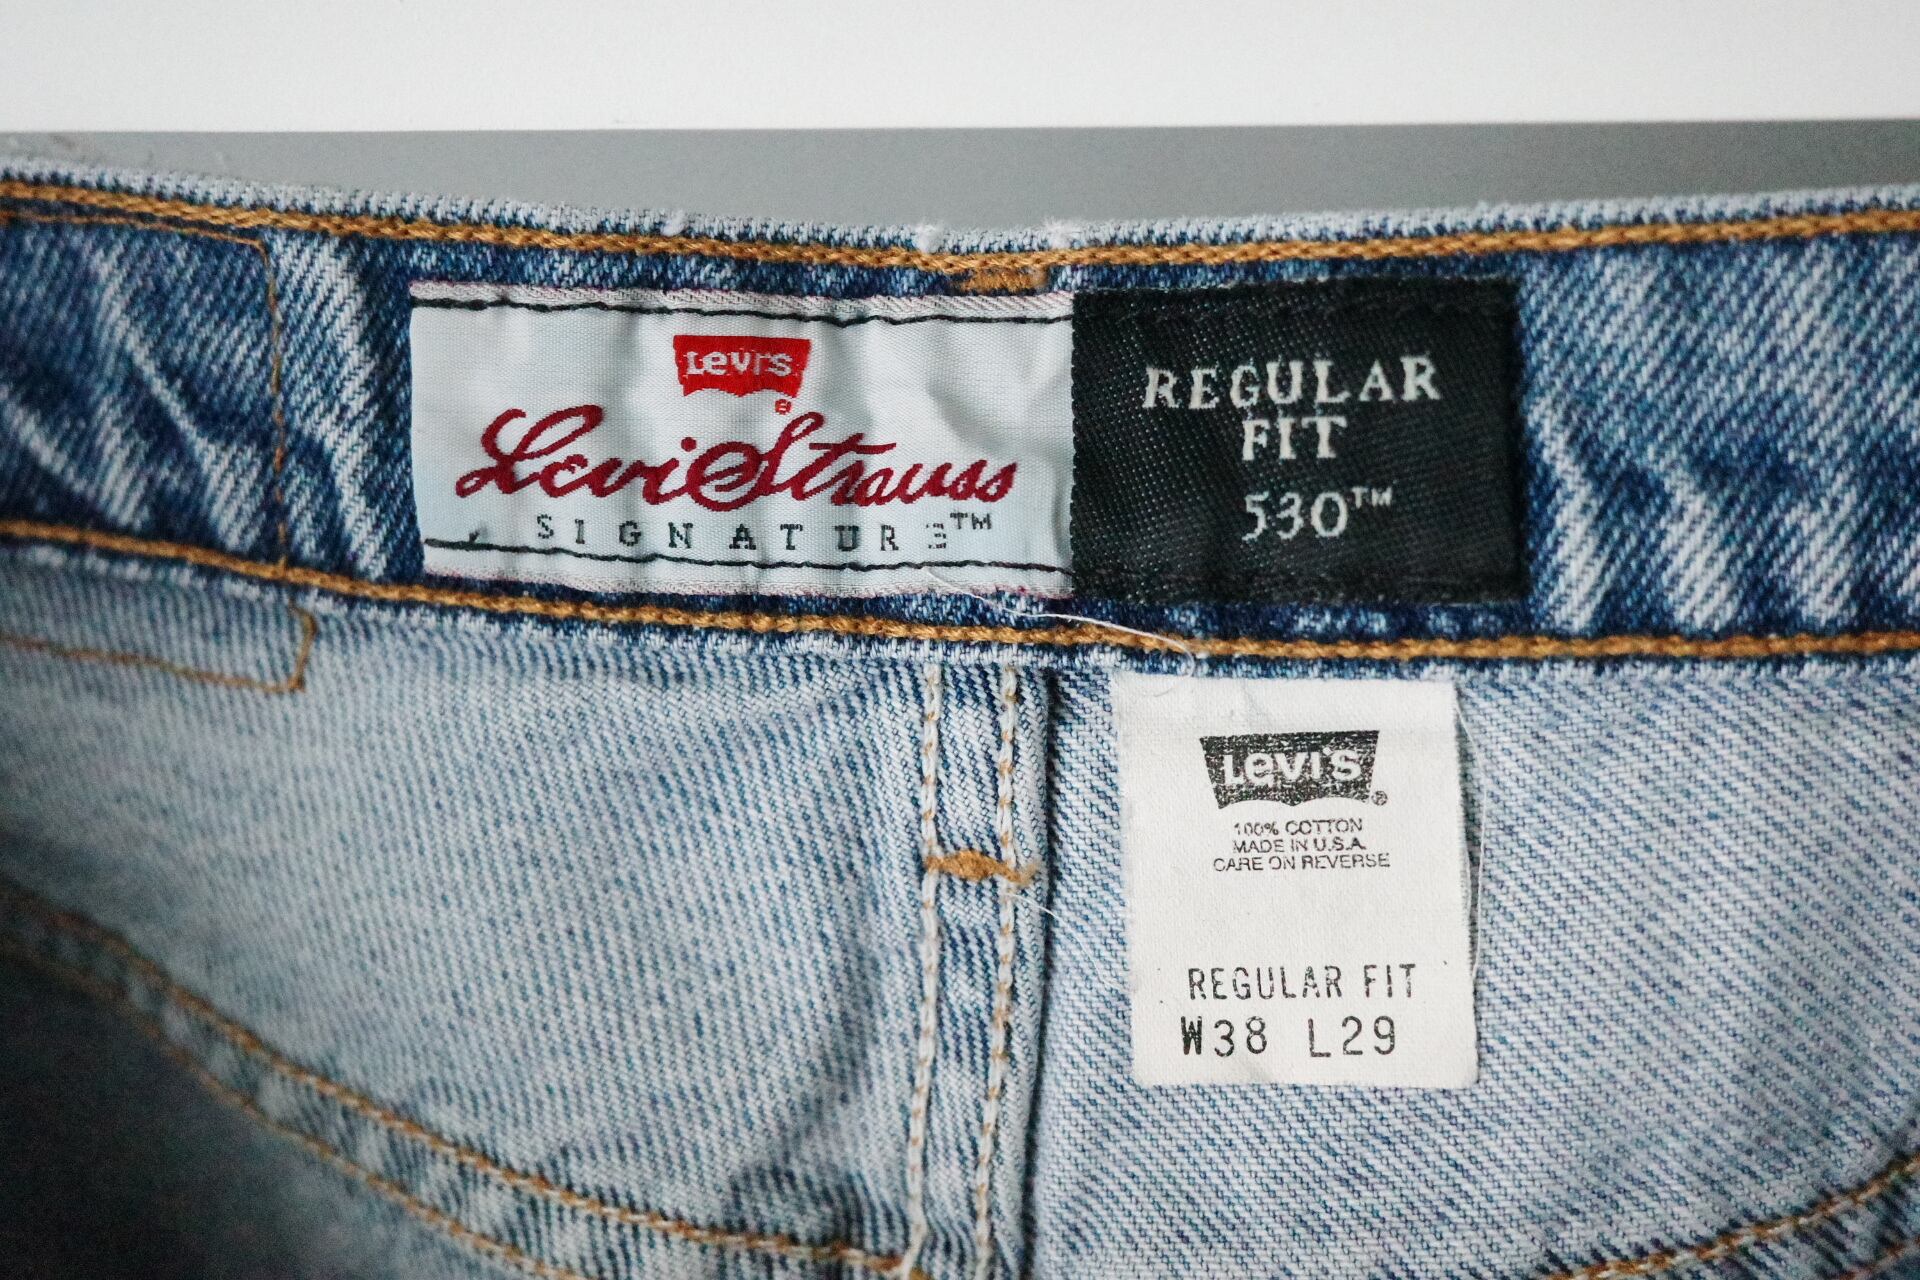 Levi's
®
Levi Strauss
SIGNATURE™
REGULAR
FIT
530™
Levi's®
100% COTTON
MADE IN U.S.A.
CARE ON REVERSE
REGULAR FIT
W38 L29